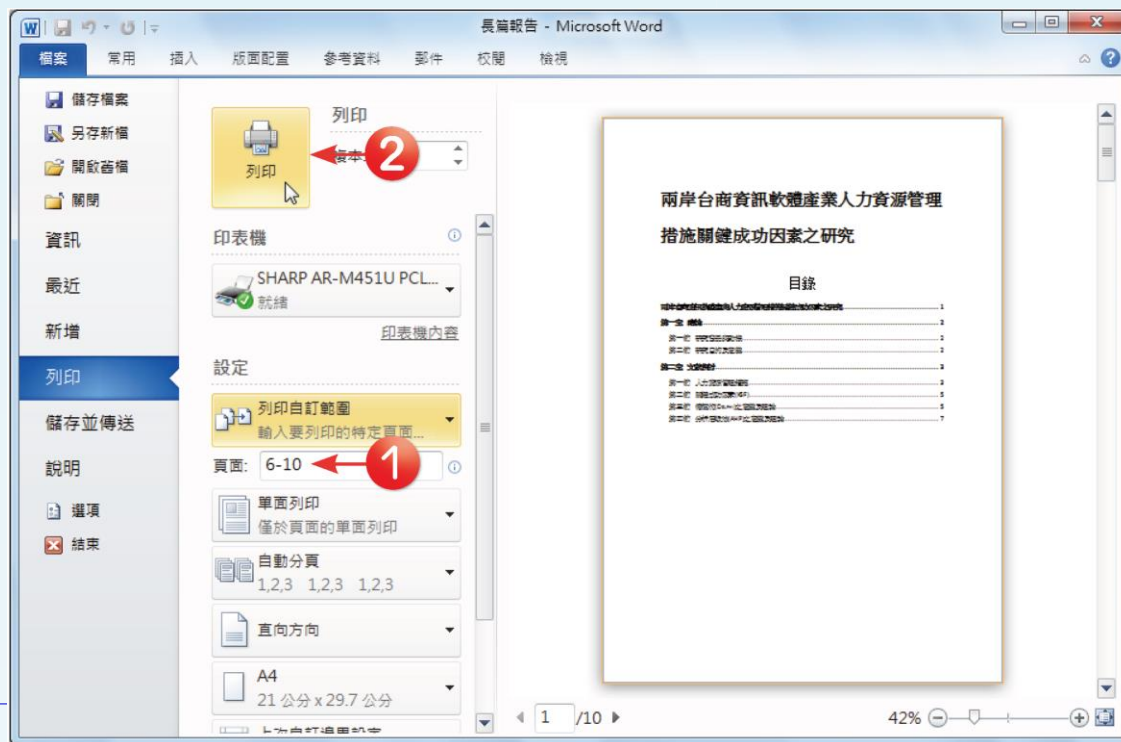 長篇報告 - Microsoft Word
檔案 常用 插入 版面配置 參考資料 郵件 校閱 檢視
儲存檔案
另存新檔
開啟舊檔
關閉
資訊
最近
新增
列印
儲存並傳送
說明
選項
結束
列印
列印
2
印表機
SHARP AR-M451U PCL...
就緒
印表機內容
設定
列印自訂範圍
輸入要列印的特定頁面...
頁面: 6-10
1
單面列印
僅於頁面的單面列印
自動分頁
1,2,3 1,2,3 1,2,3
直向方向
A4
21 公分 x 29.7 公分
兩岸台商資訊軟體產業人力資源管理
措施關鍵成功因素之研究
目錄
1 /10
42%